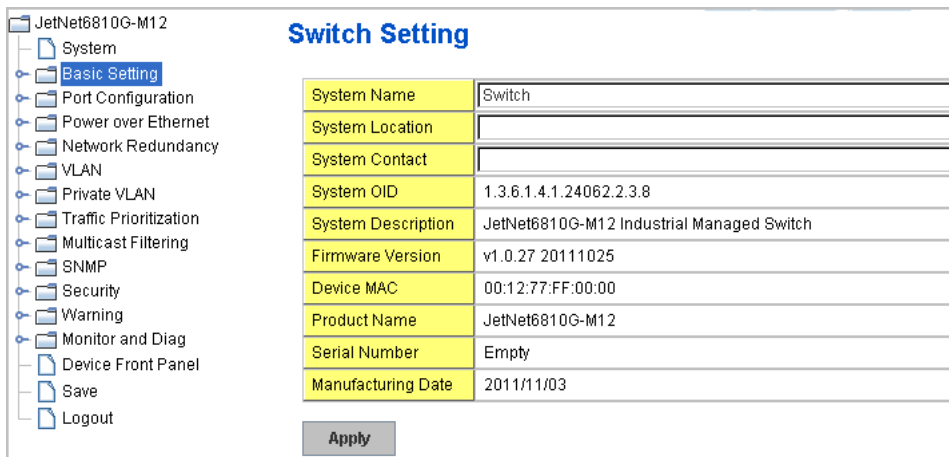 JetNet6810G-M12
System
Basic Setting
Port Configuration
Power over Ethernet
Network Redundancy
VLAN
Private VLAN
Traffic Prioritization
Multicast Filtering
SNMP
Security
Warning
Monitor and Diag
Device Front Panel
Save
Logout
Switch Setting
System Name Switch
System Location
System Contact
System OID 1.3.6.1.4.1.24062.2.3.8
System Description JetNet6810G-M12 Industrial Managed Switch
Firmware Version v1.0.27 20111025
Device MAC 00:12:77:FF:00:00
Product Name JetNet6810G-M12
Serial Number Empty
Manufacturing Date 2011/11/03
Apply